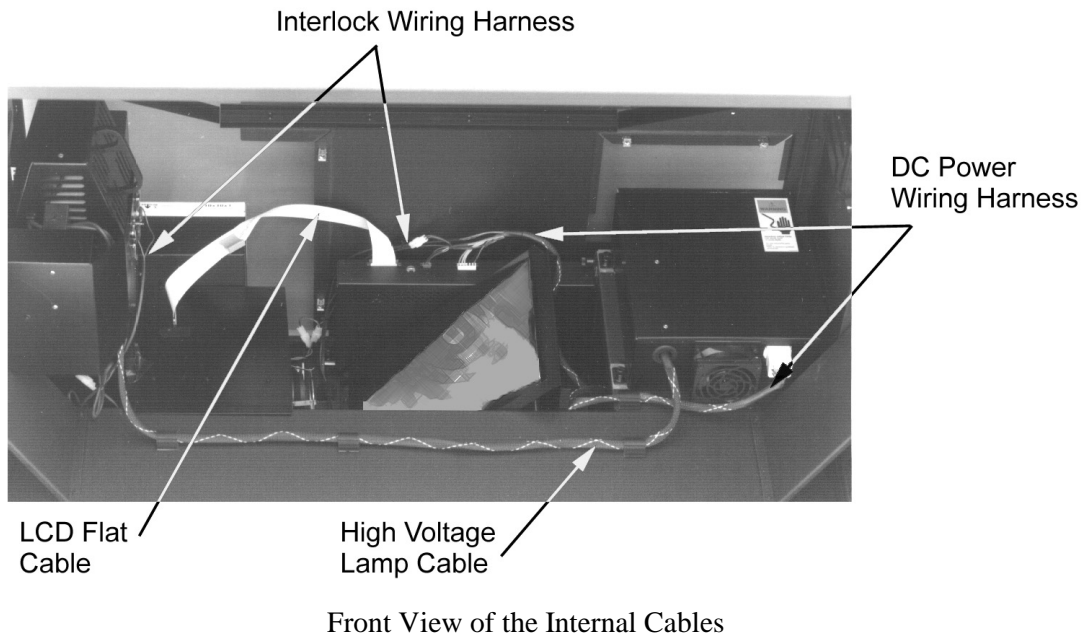 Interlock Wiring Harness
DC Power
Wiring Harness
LCD Flat
Cable
High Voltage
Lamp Cable
Front View of the Internal Cables